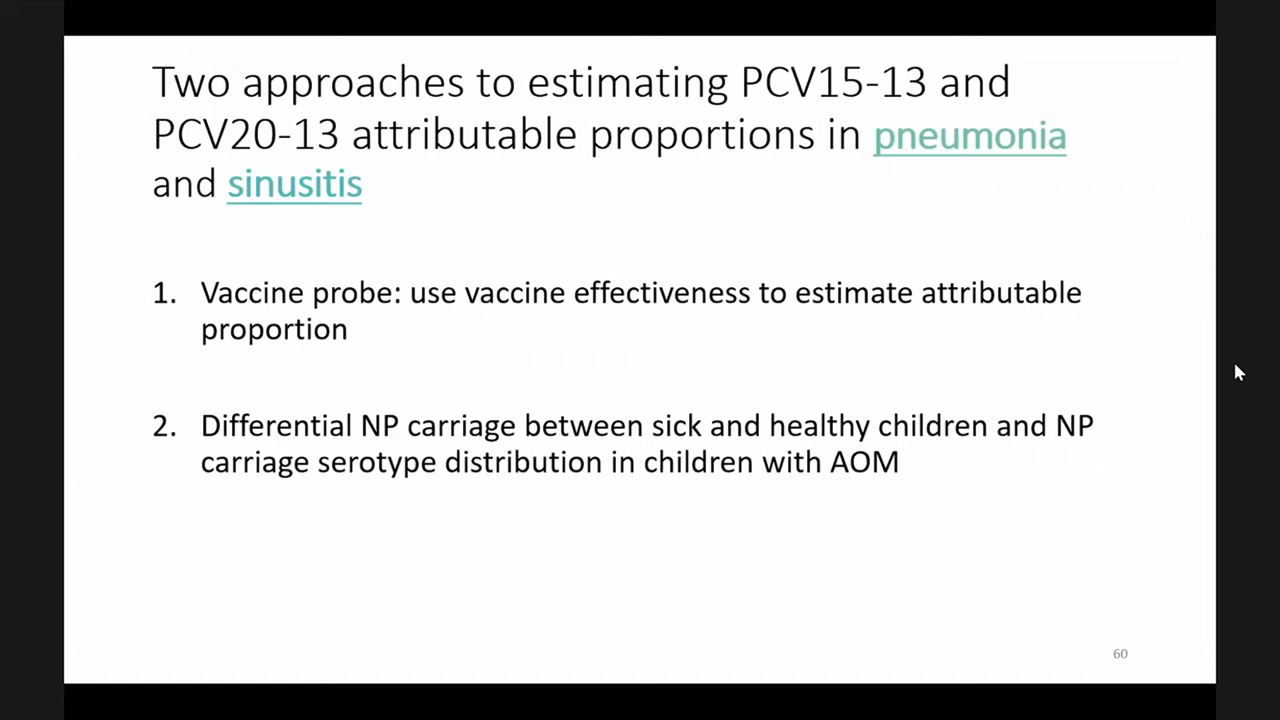 Two approaches to estimating PCV15-13 and
PCV20-13 attributable proportions in pneumonia
and sinusitis
1. Vaccine probe: use vaccine effectiveness to estimate attributable
proportion
2. Differential NP carriage between sick and healthy children and NP
carriage serotype distribution in children with AOM
60